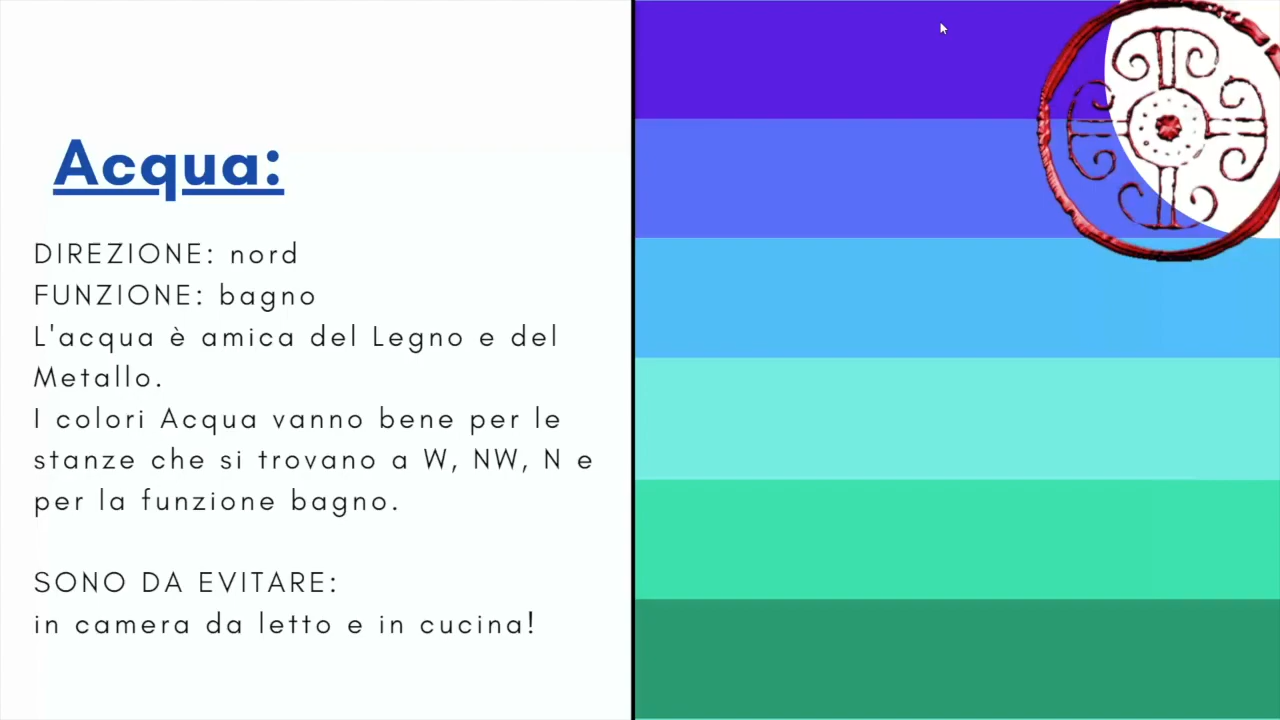 Acqua:
DIREZIONE: nord
FUNZIONE: bagno
L'acqua è amica del Legno e del
Metallo.
I colori Acqua vanno bene per le
stanze che si trovano a W, NW, N e
per la funzione bagno.
SONO DA EVITARE:
in camera da letto e in cucina!